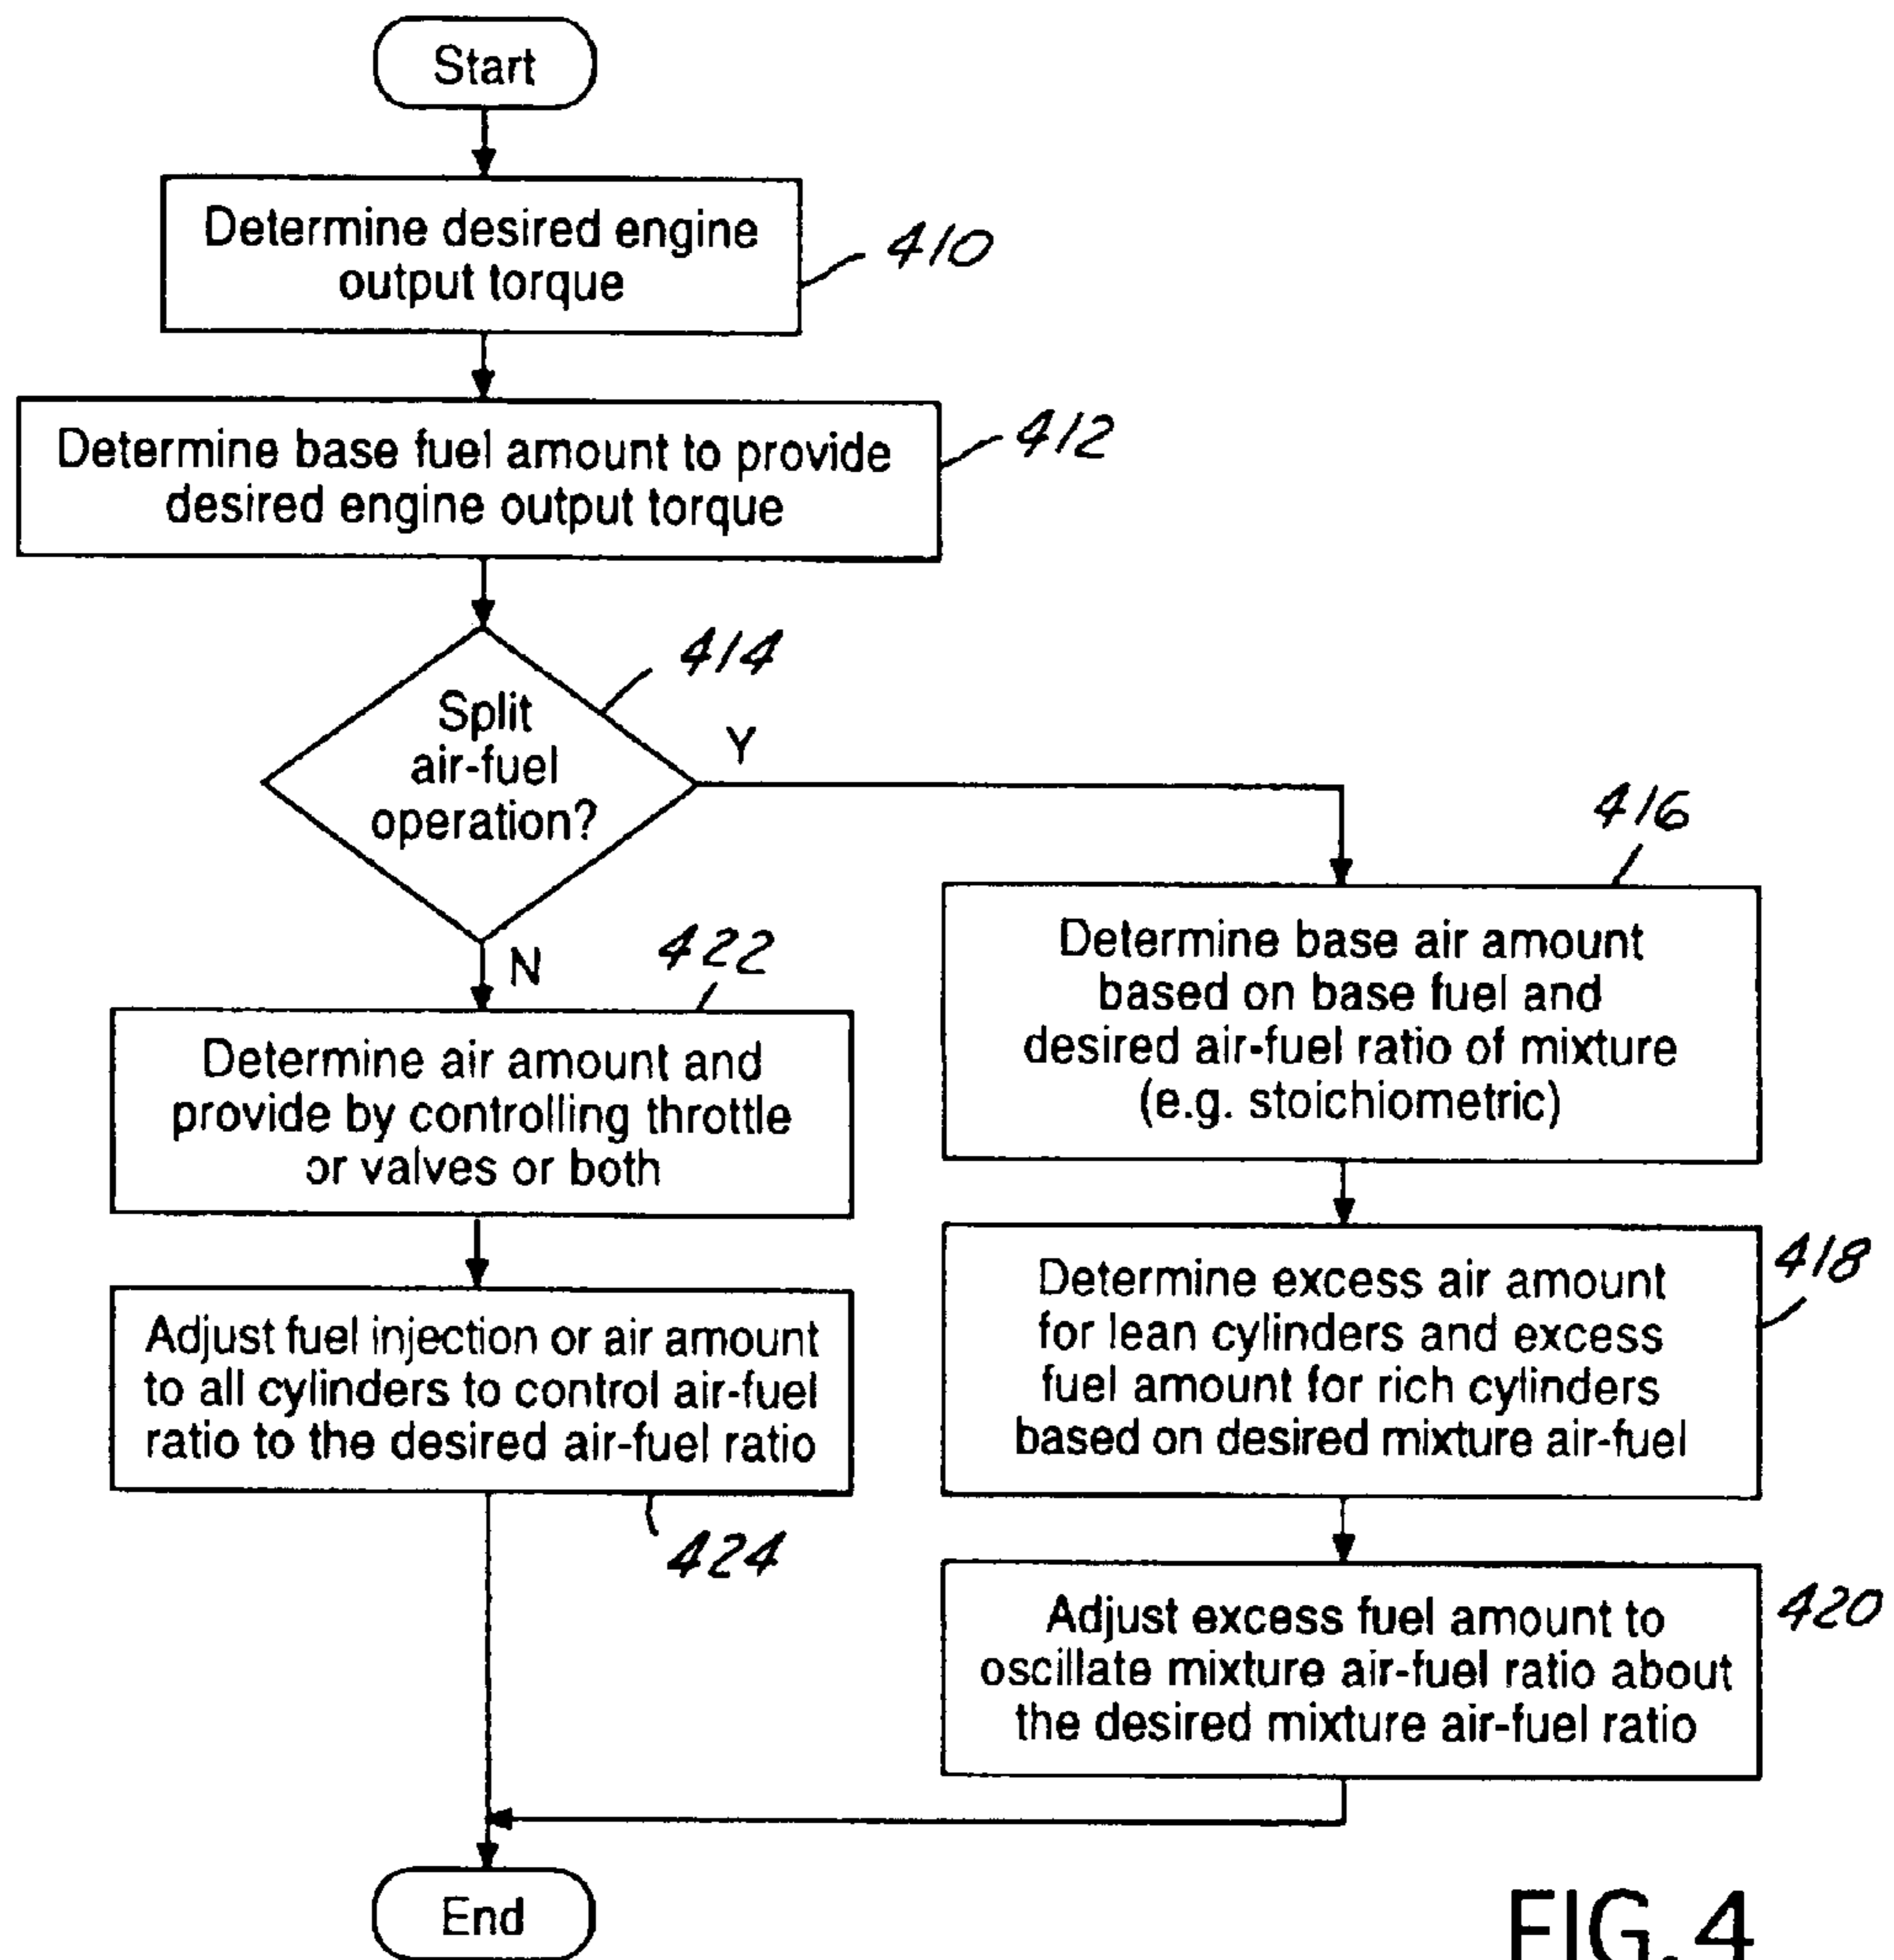 Start
Determine desired engine
output torque
410
Determine base fuel amount to provide
desired engine output torque
412
Split
air-fuel
operation?
414
Y
N
416
Determine base air amount
based on base fuel and
desired air-fuel ratio of mixture
(e.g. stoichiometric)
422
Determine air amount and
provide by controlling throttle
or valves or both
418
Determine excess air amount
for lean cylinders and excess
fuel amount for rich cylinders
based on desired mixture air-fuel
Adjust fuel injection or air amount
to all cylinders to control air-fuel
ratio to the desired air-fuel ratio
424
420
Adjust excess fuel amount to
oscillate mixture air-fuel ratio about
the desired mixture air-fuel ratio
End
FIG.4